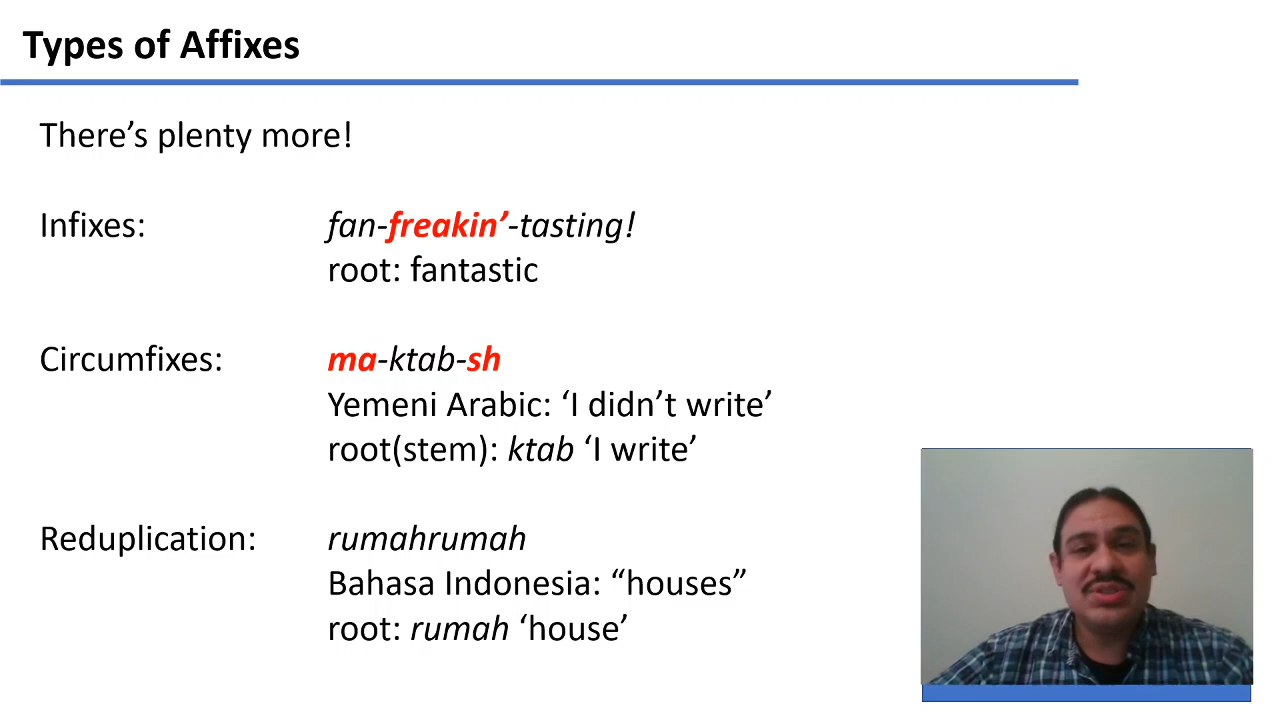 Types of Affixes
There’s plenty more!
Infixes: fan-freakin’-tasting!
root: fantastic
Circumfixes: ma-ktab-sh
Yemeni Arabic: ‘I didn’t write’
root(stem): ktab ‘I write’
Reduplication: rumahrumah
Bahasa Indonesia: “houses”
root: rumah ‘house’